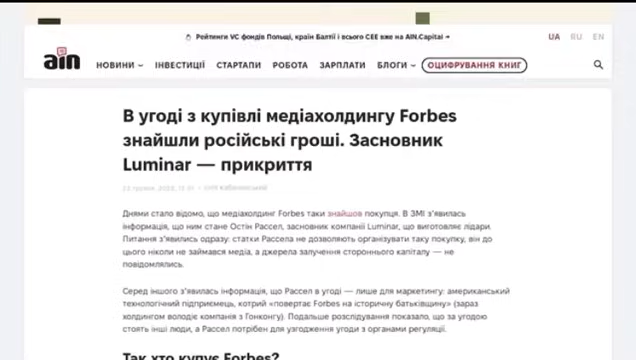 Рейтинги VC фондів Польщі, країн Балтії і всього CEE вже на AIN.Capital →
UA RU EN
ain
НОВИНИ ІНВЕСТИЦІЇ СТАРТАПИ РОБОТА ЗАРПЛАТИ БЛОГИ ОЦИФРУВАННЯ КНИГ
В угоді з купівлі медіахолдингу Forbes
знайшли російські гроші. Засновник
Luminar — прикриття
Днями стало відомо, що медіахолдинг Forbes таки знайшов покупця. В ЗМІ з'явилась
інформація, що ним стане Остін Рассел, засновник компанії Luminar, що виготовляє лідари.
Питання з'явились одразу: статки Рассела не дозволяють організувати таку покупку, він до
цього ніколи не займався медіа, а джерела залучення стороннього капіталу — не
повідомлялись.
Серед іншого з'явилась інформація, що Рассел в угоді — лише для маркетингу: американський
технологічний підприємець, котрий «повертає Forbes на історичну батьківщину» (зараз
холдингом володіє компанія з Гонконгу). Подальше розслідування показало, що за угодою
стоять інші люди, а Рассел потрібен для узгодження угоди з органами регуляції.
Так хто купує Forbes?